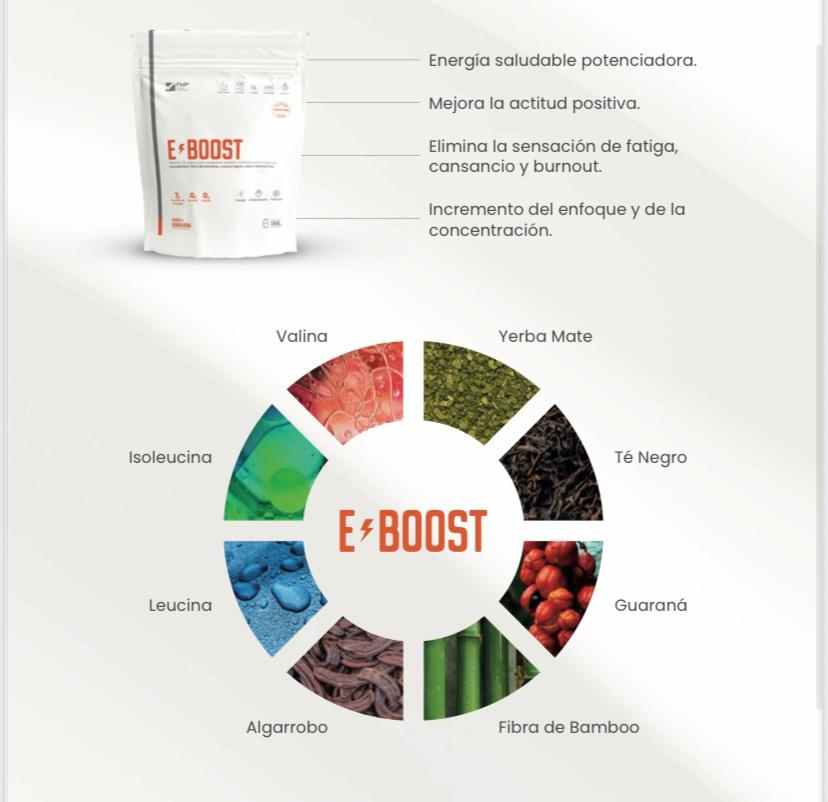 Energía saludable potenciadora.
Mejora la actitud positiva.
E BOOST
Elimina la sensación de fatiga,
cansancio y burnout.
Incremento del enfoque y de la
concentración.
Valina
Yerba Mate
Isoleucina
Té Negro
E BOOST
Leucina
Guaraná
Algarrobo
Fibra de Bamboo